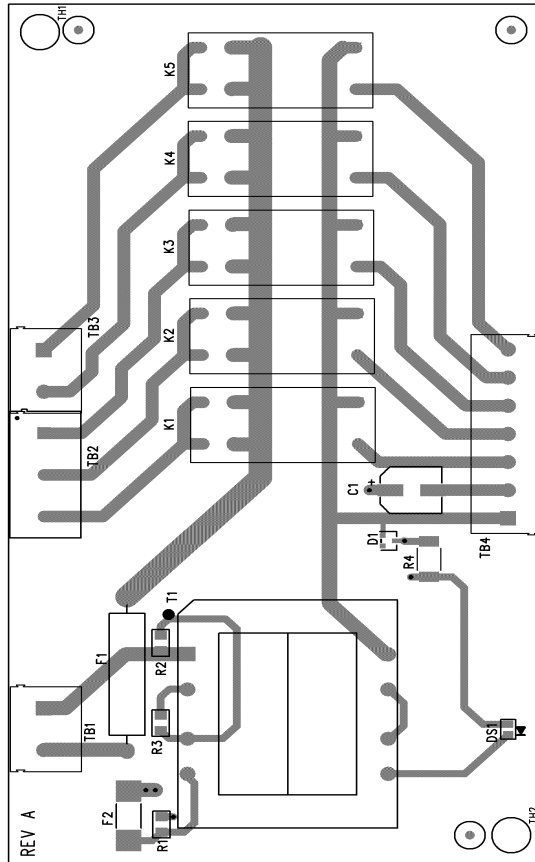 TH1
K5
K4
K3
TB3
K2
TB2
K1
C1
+
D1
R4
TB4
T1
F1
R2
R3
TB1
DS1
F2
R1
REV A
TH2